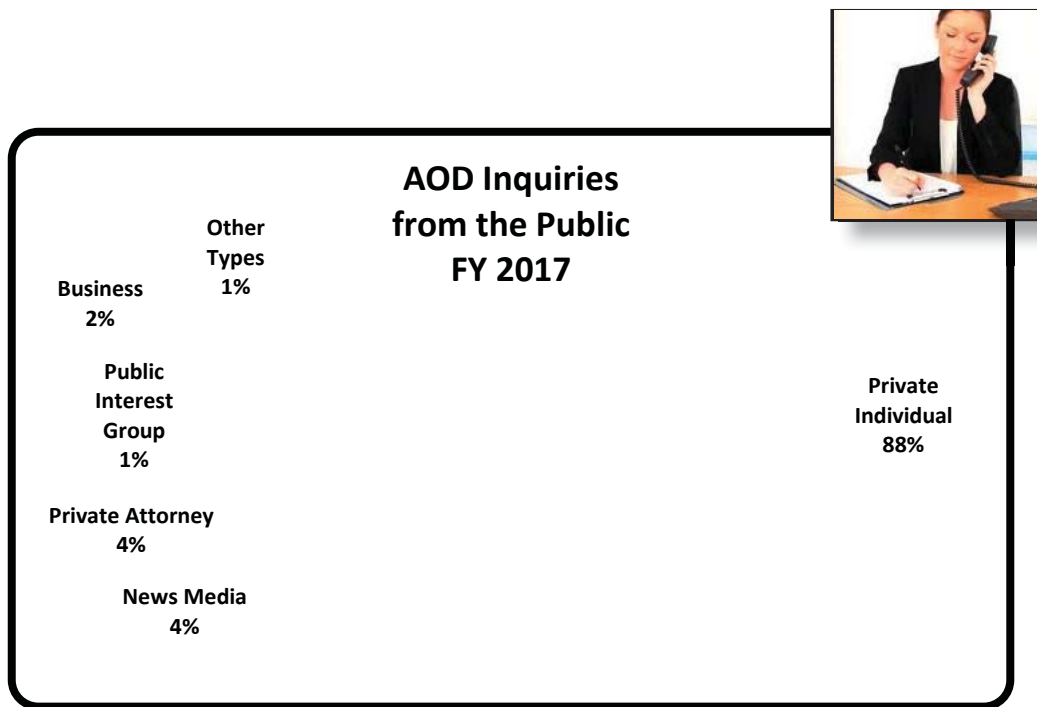 AOD Inquiries
from the Public
FY 2017
Other
Types
1%
Business
2%
Public
Interest
Group
1%
Private Attorney
4%
News Media
4%
Private
Individual
88%